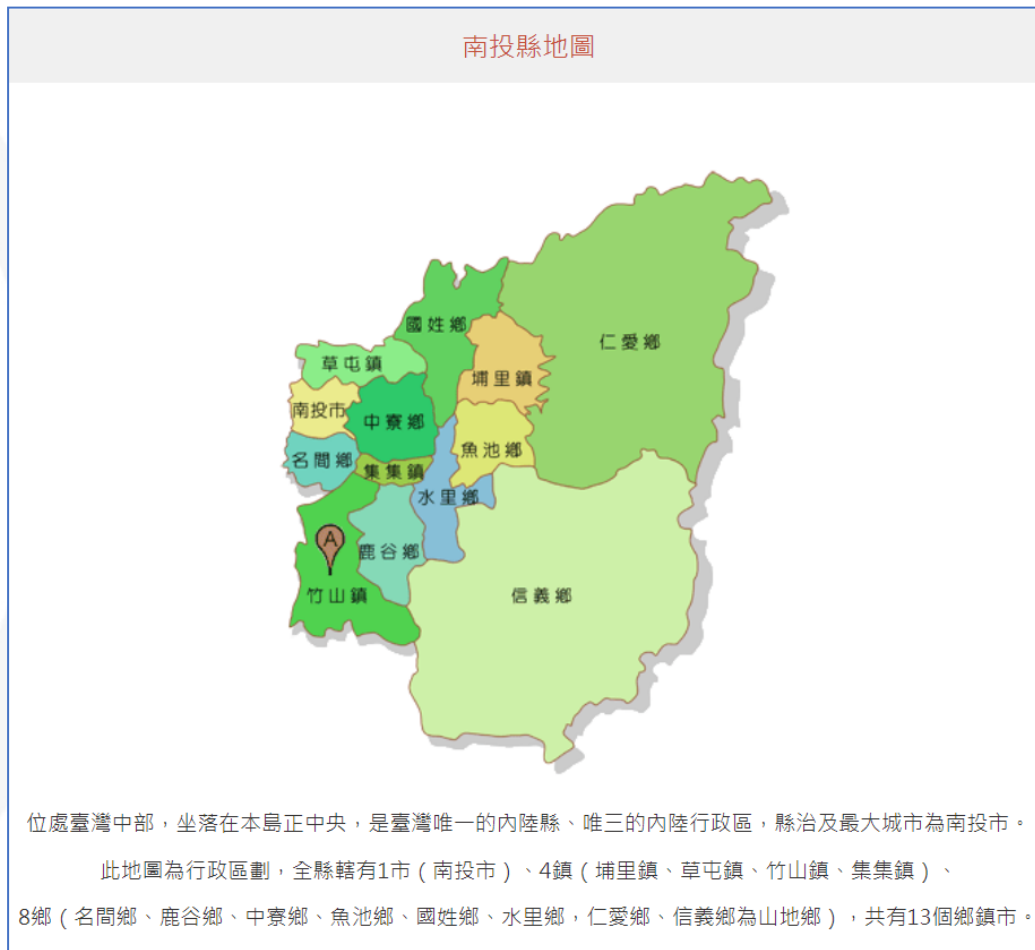 南投縣地圖
仁愛鄉
國姓鄉
草屯鎮
埔里鎮
南投市
中寮鄉
魚池鄉
名間鄉
集集鎮
水里鄉
A
鹿谷鄉
竹山鎮
信義鄉
位處臺灣中部，坐落在本島正中央，是臺灣唯一的內陸縣、唯三的內陸行政區，縣治及最大城市為南投市。
此地圖為行政區劃，全縣轄有1市（南投市）、4鎮（埔里鎮、草屯鎮、竹山鎮、集集鎮）、
8鄉（名間鄉、鹿谷鄉、中寮鄉、魚池鄉、國姓鄉、水里鄉，仁愛鄉、信義鄉為山地鄉），共有13個鄉鎮市。